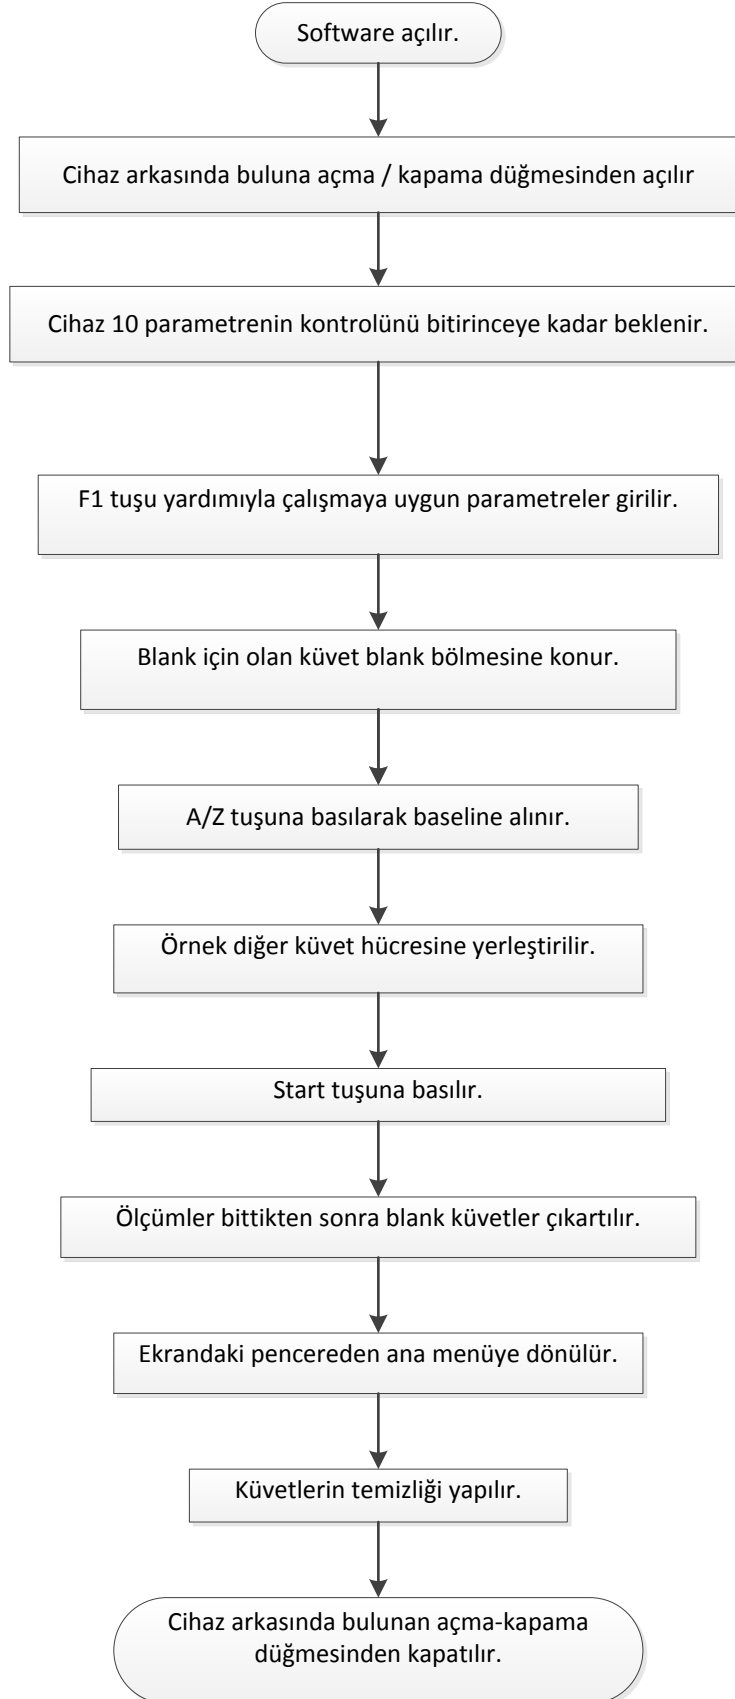 Software açılır.
Cihaz arkasında buluna açma / kapama düğmesinden açılır
Cihaz 10 parametrenin kontrolünü bitirinceye kadar beklenir.
F1 tuşu yardımıyla çalışmaya uygun parametreler girilir.
Blank için olan küvet blank bölmesine konur.
A/Z tuşuna basılarak baseline alınır.
Örnek diğer küvet hücresine yerleştirilir.
Start tuşuna basılır.
Ölçümler bittikten sonra blank küvetler çıkartılır.
Ekrandaki pencereden ana menüye dönülür.
Küvetlerin temizliği yapılır.
Cihaz arkasında bulunan açma-kapama
düğmesinden kapatılır.